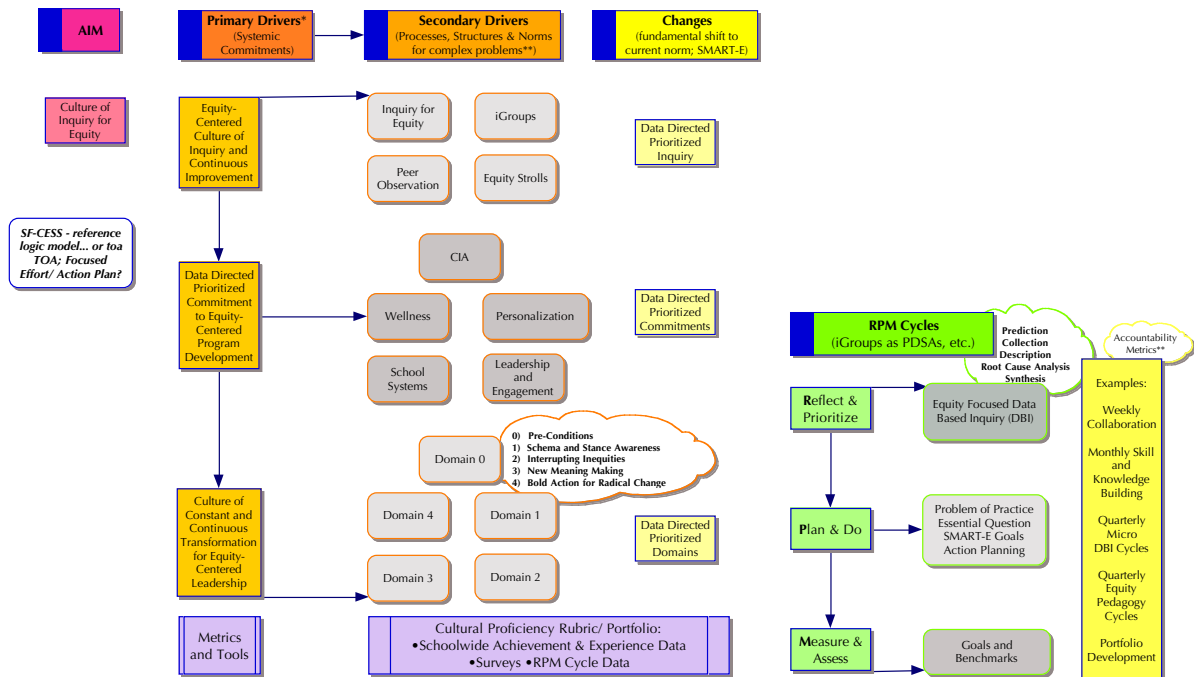 AIM
Primary Drivers*
(Systemic
Commitments)
Secondary Drivers
(Processes, Structures & Norms
for complex problems**)
Changes
(fundamental shift to
current norm; SMART-E)
Culture of
Inquiry for
Equity
Equity-
Centered
Culture of
Inquiry and
Continuous
Improvement
Inquiry for
Equity
iGroups
Peer
Observation
Equity Strolls
Data Directed
Prioritized
Inquiry
SF-CESS - reference
logic model... or toa
TOA; Focused
Effort/ Action Plan?
Data Directed
Prioritized
Commitment
to Equity-
Centered
Program
Development
CIA
Wellness
Personalization
School
Systems
Leadership
and
Engagement
Data Directed
Prioritized
Commitments
Culture of
Constant and
Continuous
Transformation
for Equity-
Centered
Leadership
Domain 0
0) Pre-Conditions
1) Schema and Stance Awareness
2) Interrupting Inequities
3) New Meaning Making
4) Bold Action for Radical Change
Domain 4
Domain 1
Domain 3
Domain 2
Data Directed
Prioritized
Domains
Metrics
and Tools
Cultural Proficiency Rubric/ Portfolio:
•Schoolwide Achievement & Experience Data
•Surveys •RPM Cycle Data
RPM Cycles
(iGroups as PDSAs, etc.)
Prediction
Collection
Description
Root Cause Analysis
Synthesis
Accountability
Metrics**
Reflect &
Prioritize
Equity Focused Data
Based Inquiry (DBI)
Plan & Do
Problem of Practice
Essential Question
SMART-E Goals
Action Planning
Measure &
Assess
Goals and
Benchmarks
Examples:
Weekly
Collaboration
Monthly Skill
and
Knowledge
Building
Quarterly
Micro
DBI Cycles
Quarterly
Equity
Pedagogy
Cycles
Portfolio
Development